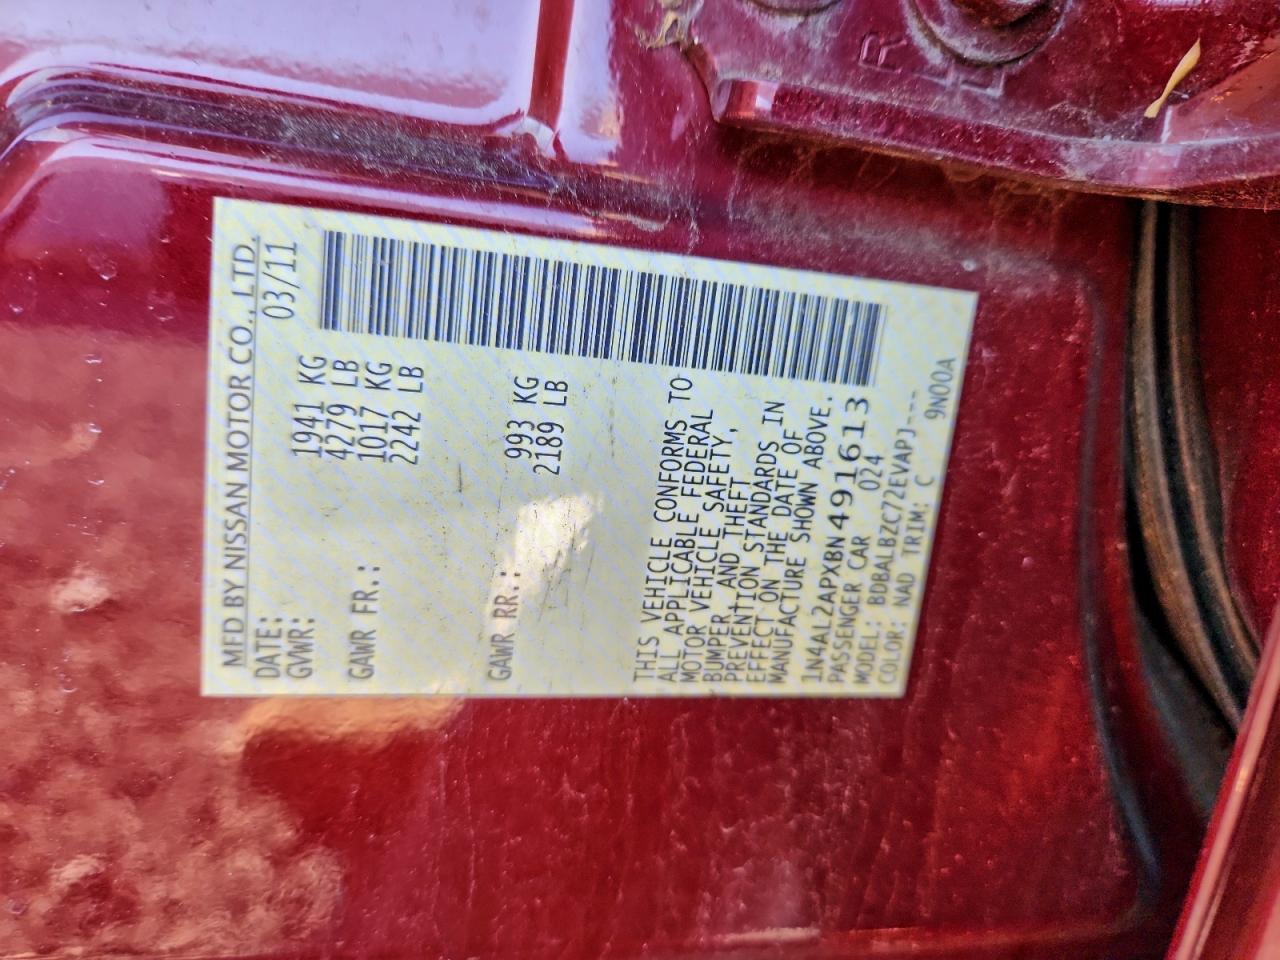 MFD BY NISSAN MOTOR CO., LTD.
DATE: 03/11
GVWR: 1941 KG
4279 LB
GAWR FR.: 1017 KG
2242 LB
GAWR RR.: 993 KG
2189 LB
THIS VEHICLE CONFORMS TO
ALL APPLICABLE FEDERAL
MOTOR VEHICLE SAFETY,
BUMPER AND THEFT
PREVENTION STANDARDS IN
EFFECT ON THE DATE OF
MANUFACTURE SHOWN ABOVE.
1N4AL2APXBN491613
PASSENGER CAR 024
MODEL: BDBALBZC72EVAPJ---
COLOR: NAD TRIM: C 9N00A
R